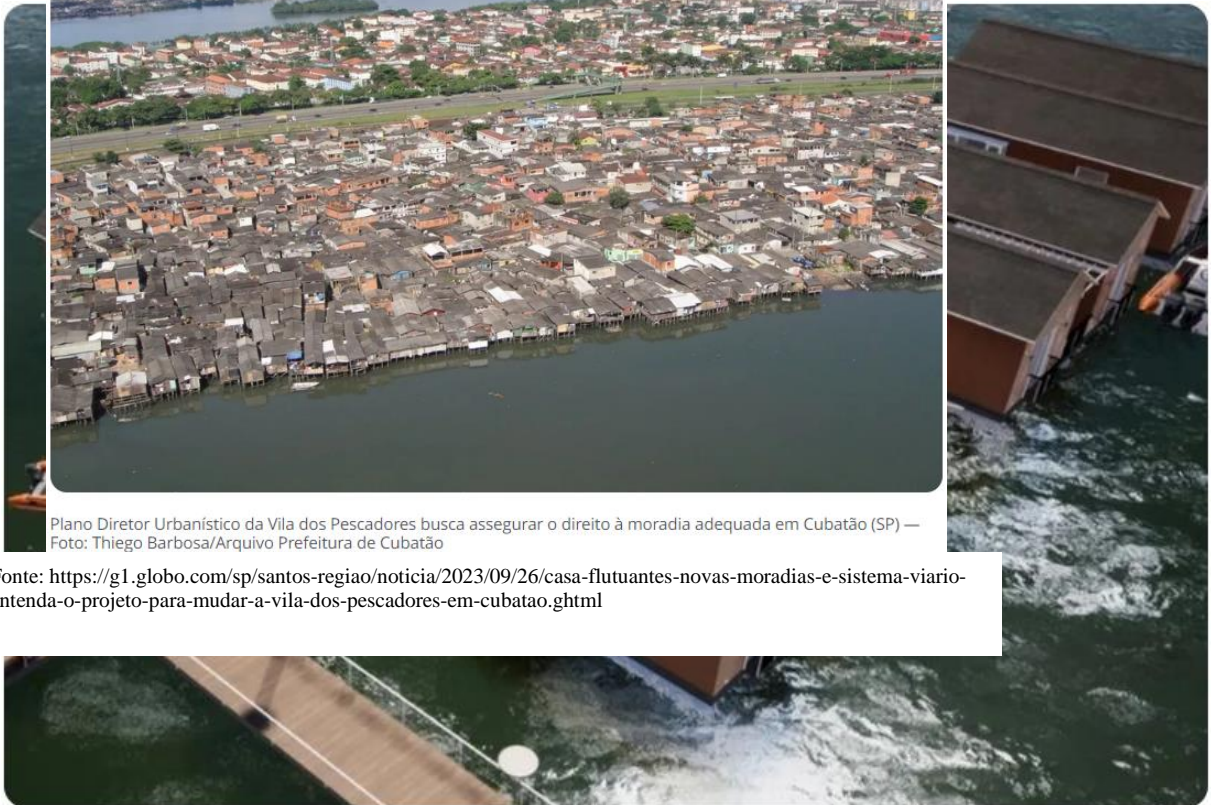 Plano Diretor Urbanístico da Vila dos Pescadores busca assegurar o direito à moradia adequada em Cubatão (SP) —
Foto: Thiego Barbosa/Arquivo Prefeitura de Cubatão
onte: https://g1.globo.com/sp/santos-regiao/noticia/2023/09/26/casa-flutuantes-novas-moradias-e-sistema-viario-
ntenda-o-projeto-para-mudar-a-vila-dos-pescadores-em-cubatao.ghtml